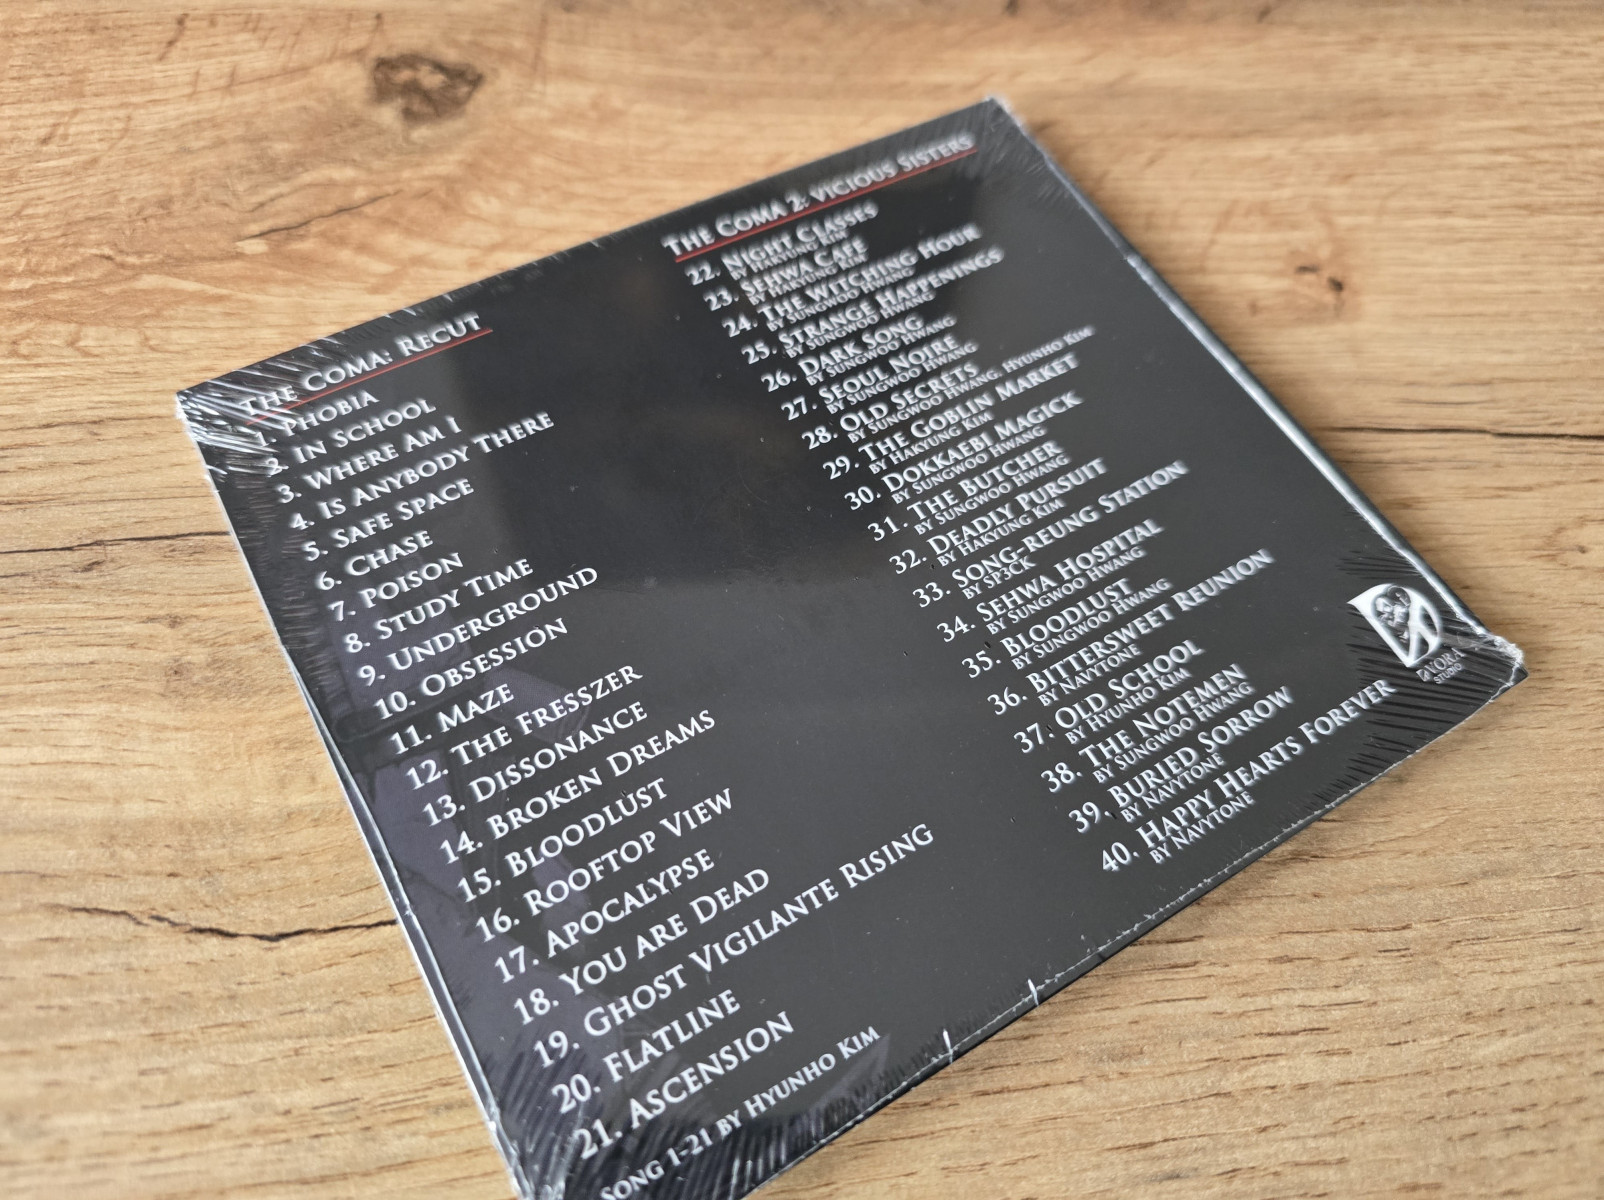 The Coma: Recut
1. Phobia
2. In School
3. Where Am I
4. Is Anybody There
5. Safe Space
6. Chase
7. Poison
8. Study Time
9. Underground
10. Obsession
11. Maze
12. The Fresszer
13. Dissonance
14. Broken Dreams
15. Bloodlust
16. Rooftop View
17. Apocalypse
18. You are Dead
19. Ghost Vigilante Rising
20. Flatline
21. Ascension
Song 1-21 by Hyunho Kim
The Coma 2: Vicious Sisters
22. Night Classes
by Hakyung Kim
23. Sehwa Cafe
by Hakyung Kim
24. The Witching Hour
by Sungwoo Hwang
25. Strange Happenings
by Sungwoo Hwang
26. Dark Song
by Sungwoo Hwang
27. Seoul Noire
by Sungwoo Hwang
28. Old Secrets
by Sungwoo Hwang, Hyunho Kim
29. The Goblin Market
by Hakyung Kim
30. Dokkaebi Magick
by Sungwoo Hwang
31. The Butcher
by Sungwoo Hwang
32. Deadly Pursuit
by Hakyung Kim
33. Song-reung Station
by SP3CK
34. Sehwa Hospital
by Sungwoo Hwang
35. Bloodlust
by Sungwoo Hwang
36. Bittersweet Reunion
by Navytone
37. Old School
by Hyunho Kim
38. The Notemen
by Sungwoo Hwang
39. Buried Sorrow
by Navytone
40. Happy Hearts Forever
by Navytone
Dvora
Studio